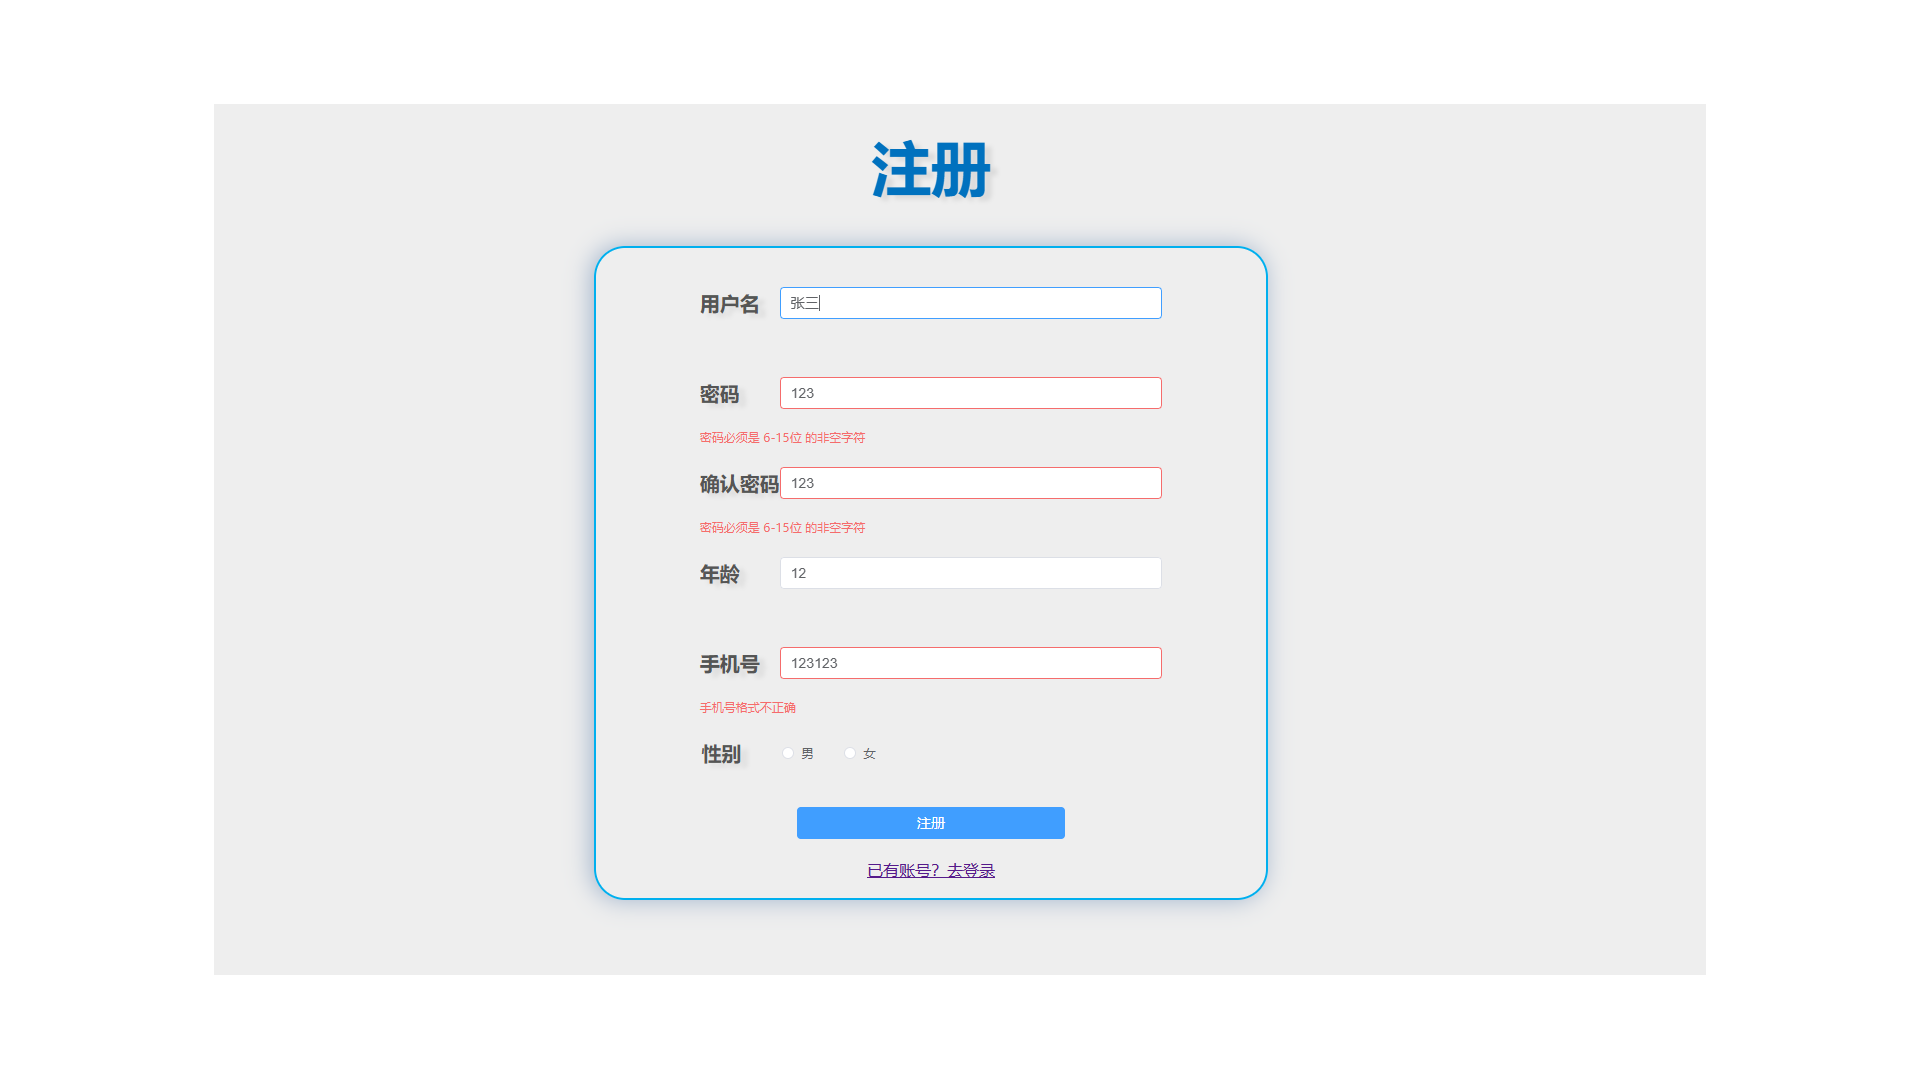 注册
用户名 张三
密码 123
密码必须是 6-15位 的非空字符
确认密码 123
密码必须是 6-15位 的非空字符
年龄 12
手机号 123123
手机号格式不正确
性别 男 女
注册
已有账号？去登录